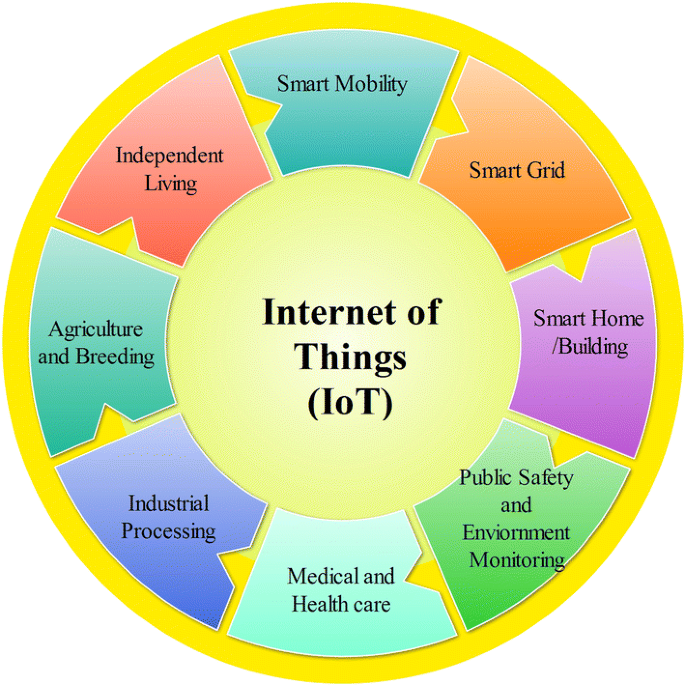 Smart Mobility
Smart Grid
Smart Home
/Building
Public Safety
and
Enviornment
Monitoring
Medical and
Health care
Industrial
Processing
Agriculture
and Breeding
Independent
Living
Internet of
Things
(IoT)